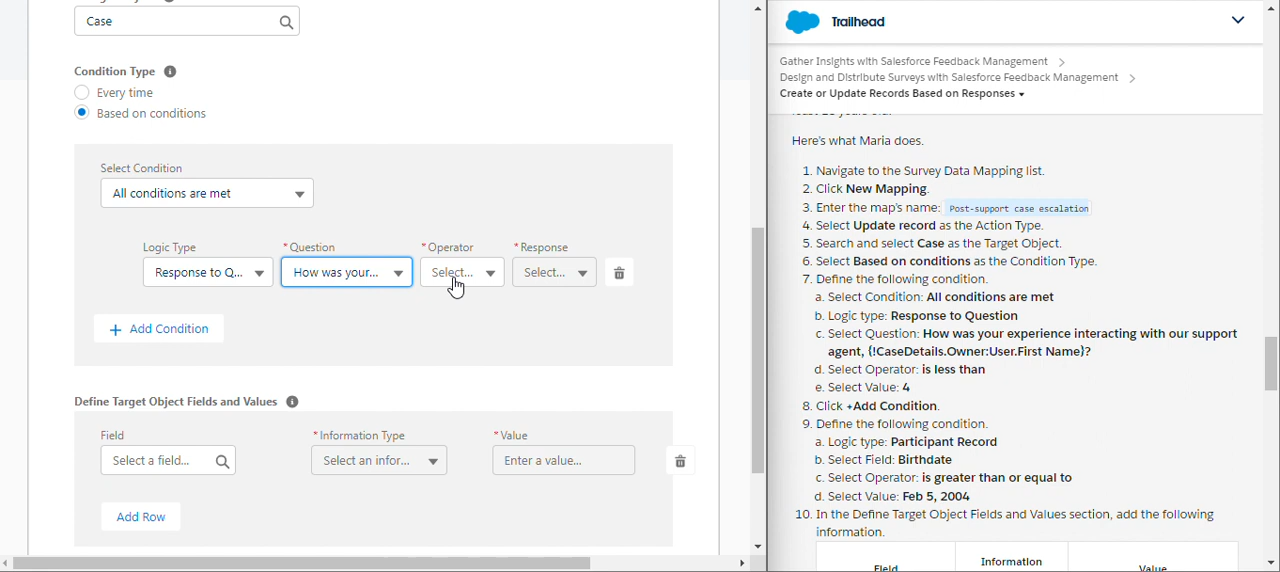 Case
Condition Type
Every time
Based on conditions
Select Condition
All conditions are met
Logic Type
*Question
*Operator
*Response
Response to Q...
How was your...
Select...
Select...
+ Add Condition
Define Target Object Fields and Values
Field
*Information Type
*Value
Select a field...
Select an infor...
Enter a value...
Add Row
Trailhead
Gather Insights with Salesforce Feedback Management >
Design and Distribute Surveys with Salesforce Feedback Management >
Create or Update Records Based on Responses
Here's what Maria does.
1. Navigate to the Survey Data Mapping list.
2. Click New Mapping.
3. Enter the map's name: Post-support case escalation
4. Select Update record as the Action Type.
5. Search and select Case as the Target Object.
6. Select Based on conditions as the Condition Type.
7. Define the following condition.
a. Select Condition: All conditions are met
b. Logic type: Response to Question
c. Select Question: How was your experience interacting with our support
agent, {!CaseDetails.Owner:User.First Name}?
d. Select Operator: is less than
e. Select Value: 4
8. Click +Add Condition.
9. Define the following condition.
a. Logic type: Participant Record
b. Select Field: Birthdate
c. Select Operator: is greater than or equal to
d. Select Value: Feb 5, 2004
10. In the Define Target Object Fields and Values section, add the following
information.
Field
Information
Value